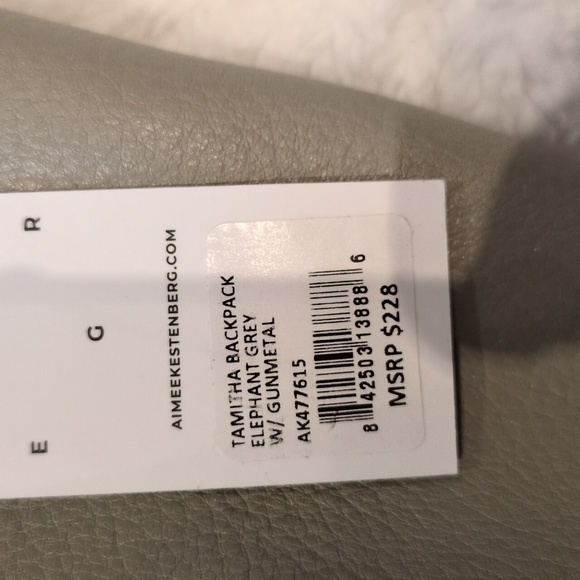 E R
G
AIMEEKESTENBERG.COM
TAMITHA BACKPACK
ELEPHANT GREY
W/ GUNMETAL
AK477615
8 42503 13888 6
MSRP $228